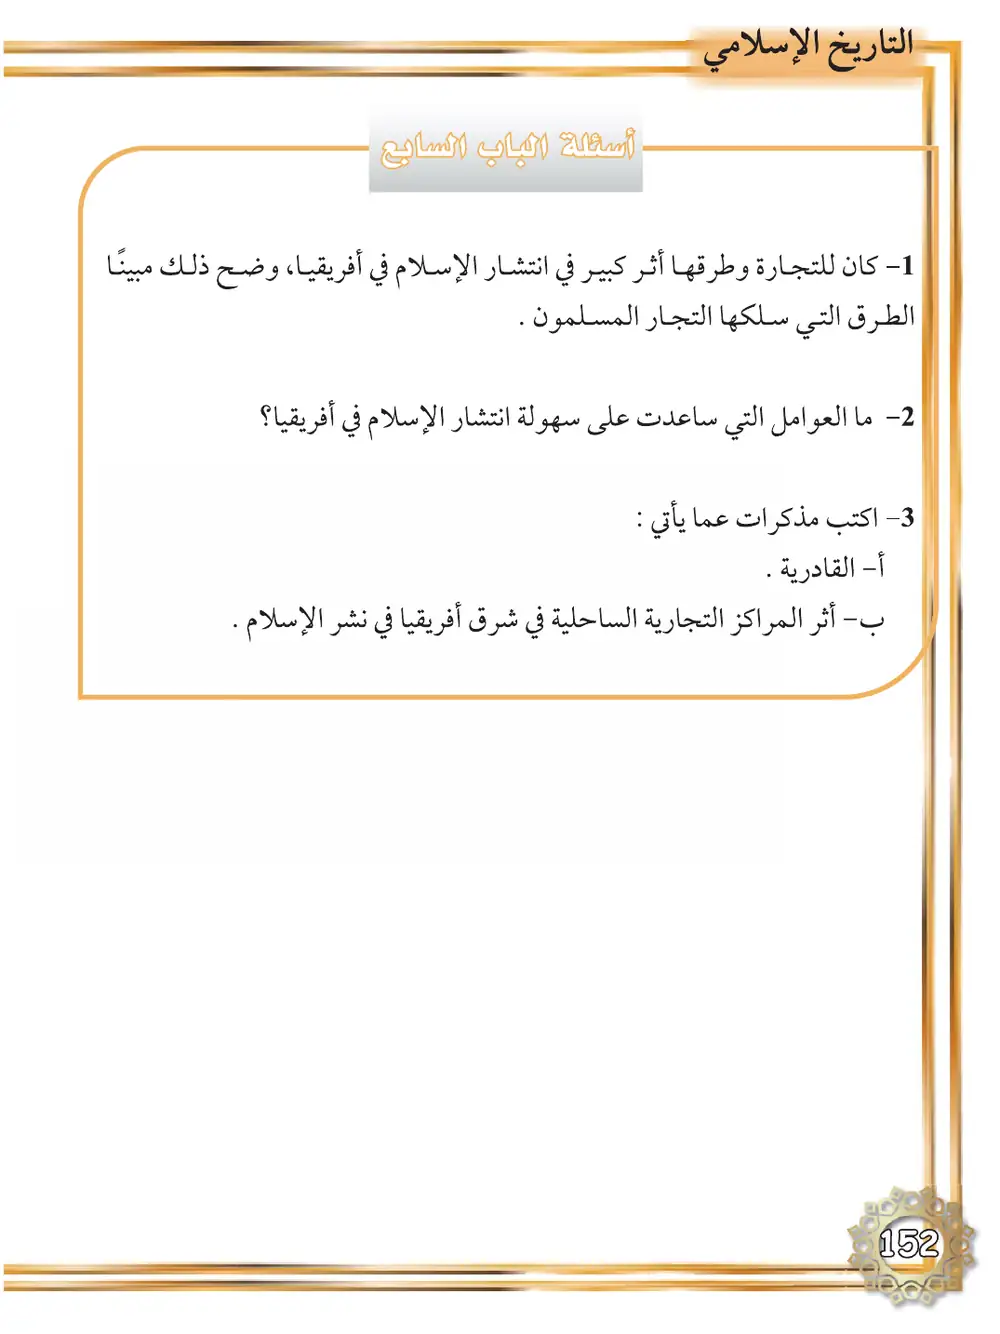 التاريخ الإسلامي
أسئلة الباب السابع
1- كان للتجارة وطرقها أثر كبير في انتشار الإسلام في أفريقيا، وضح ذلك مبينًا
الطرق التي سلكها التجار المسلمون .
2- ما العوامل التي ساعدت على سهولة انتشار الإسلام في أفريقيا؟
3- اكتب مذكرات عما يأتي :
أ- القادرية .
ب- أثر المراكز التجارية الساحلية في شرق أفريقيا في نشر الإسلام .
152